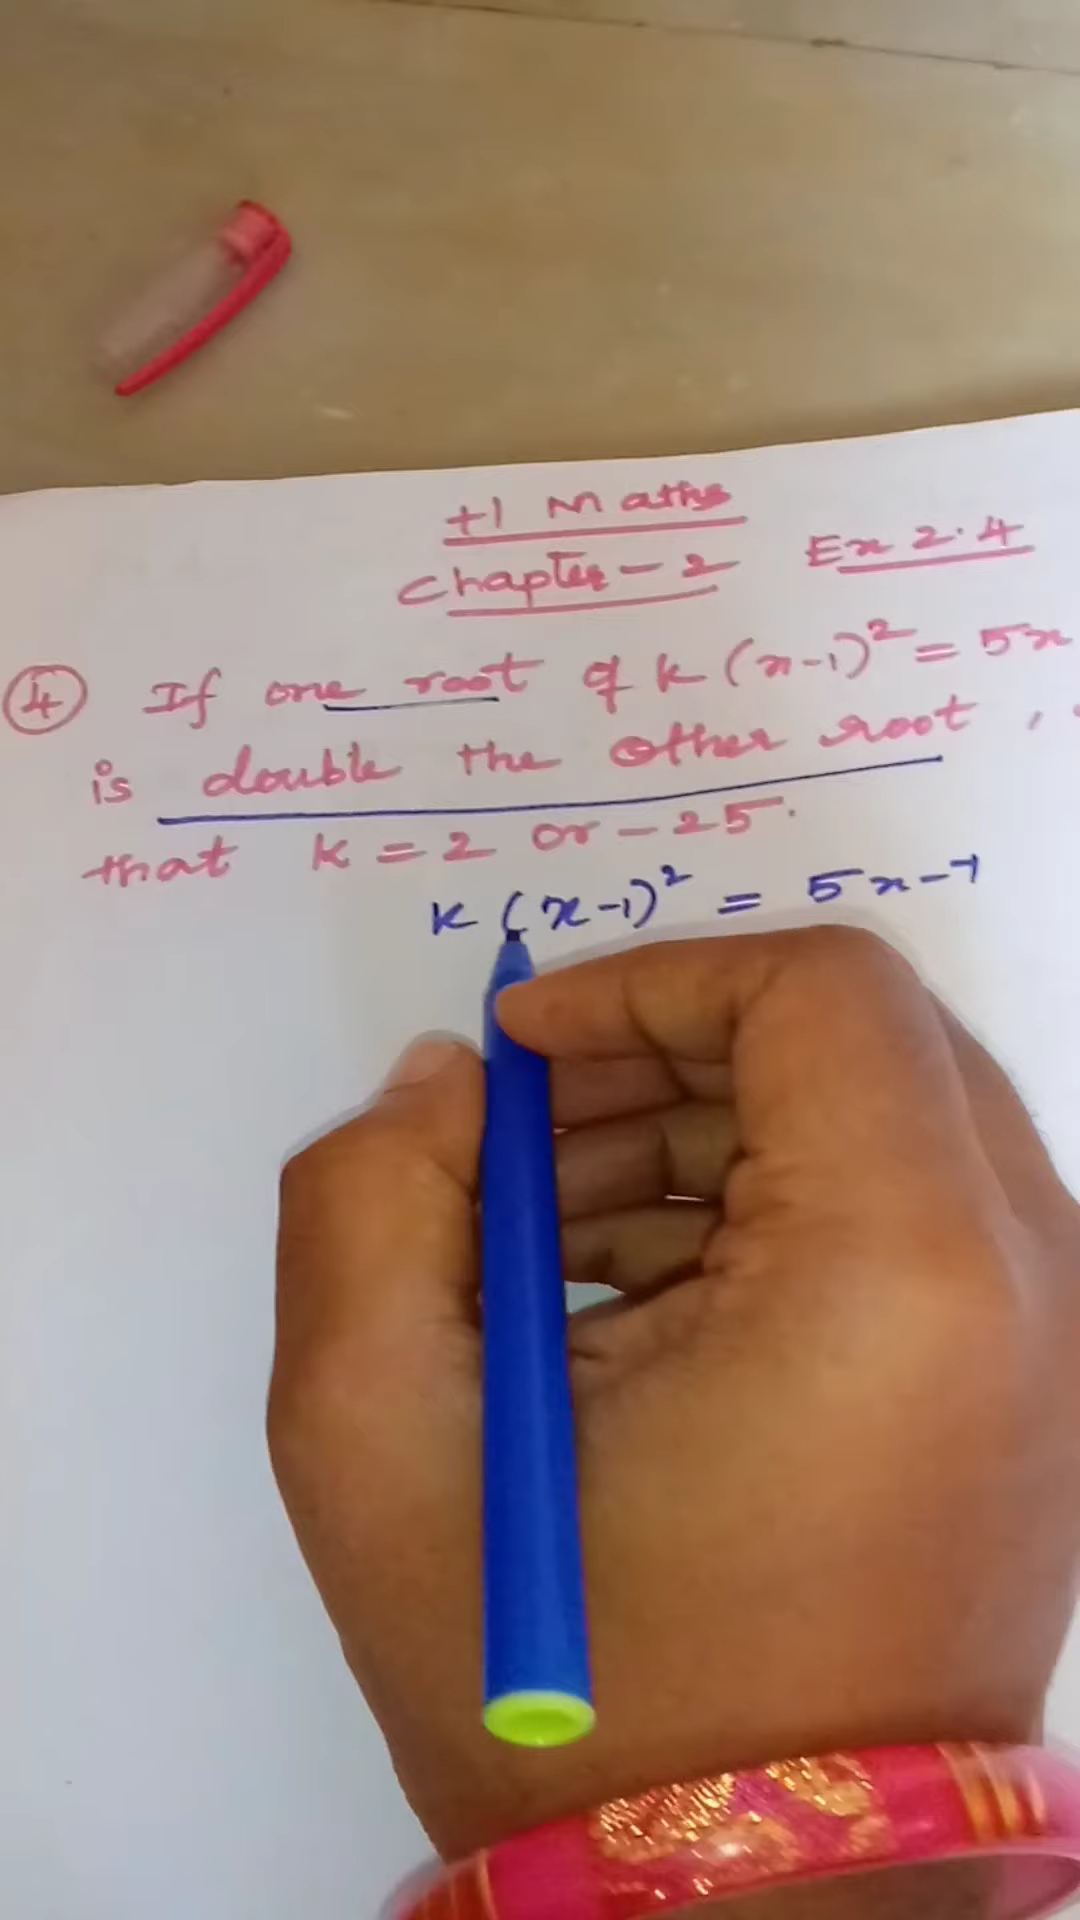 +1 Maths
Chapter - 2 Ex 2.4
④ If one root of k (x-1)² = 5x
is double the other root,
that k = 2 or - 25.
k (x-1)² = 5x-7